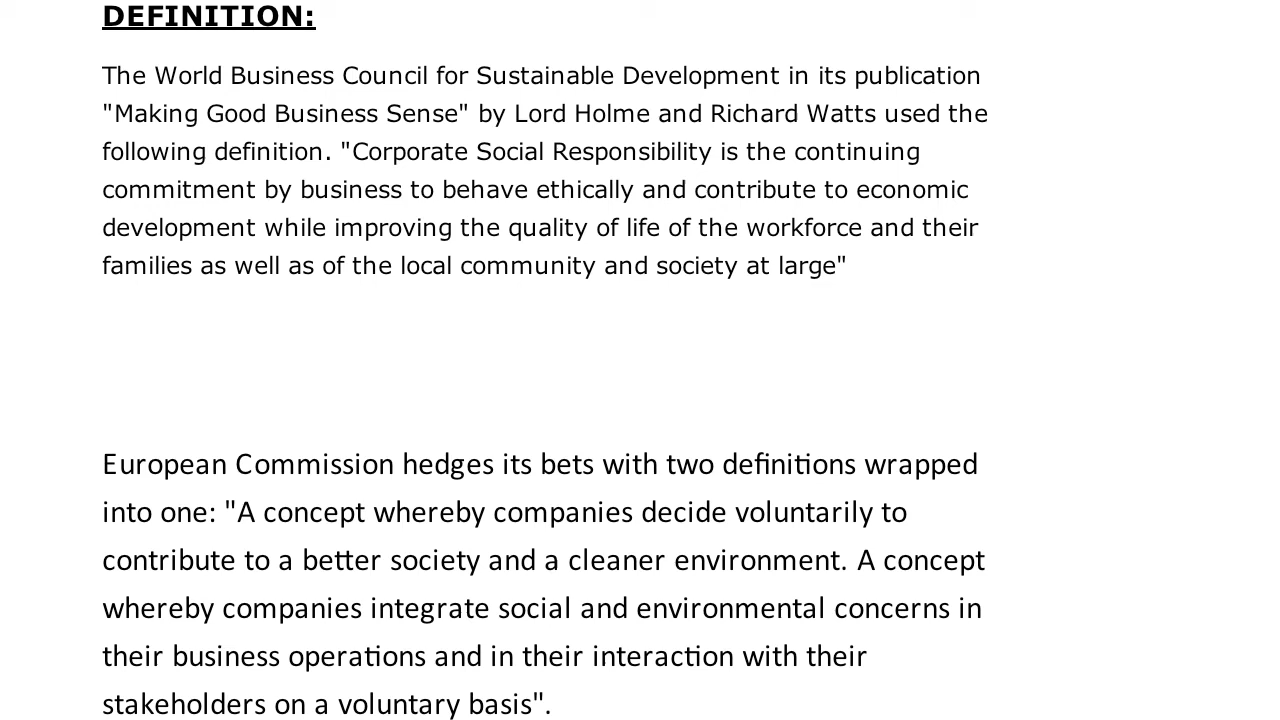 DEFINITION:
The World Business Council for Sustainable Development in its publication
"Making Good Business Sense" by Lord Holme and Richard Watts used the
following definition. "Corporate Social Responsibility is the continuing
commitment by business to behave ethically and contribute to economic
development while improving the quality of life of the workforce and their
families as well as of the local community and society at large"
European Commission hedges its bets with two definitions wrapped
into one: "A concept whereby companies decide voluntarily to
contribute to a better society and a cleaner environment. A concept
whereby companies integrate social and environmental concerns in
their business operations and in their interaction with their
stakeholders on a voluntary basis".